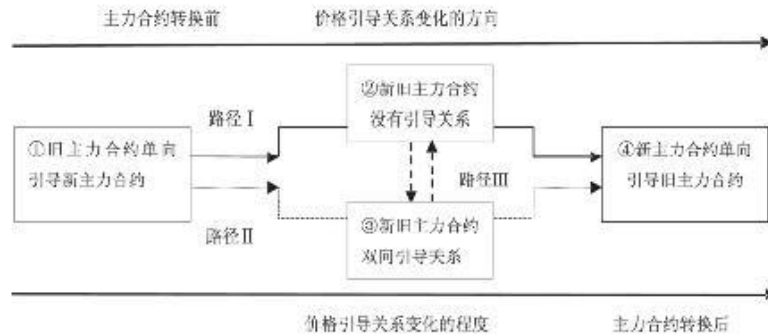 主力合约转换前 价格引导关系变化的方向
②新旧主力合约
没有引导关系
路径Ⅰ
①旧主力合约单向
引导新主力合约
④新主力合约单向
引导旧主力合约
路径Ⅲ
③新旧主力合约
双向引导关系
路径Ⅱ
价格引导关系变化的程度 主力合约转换后